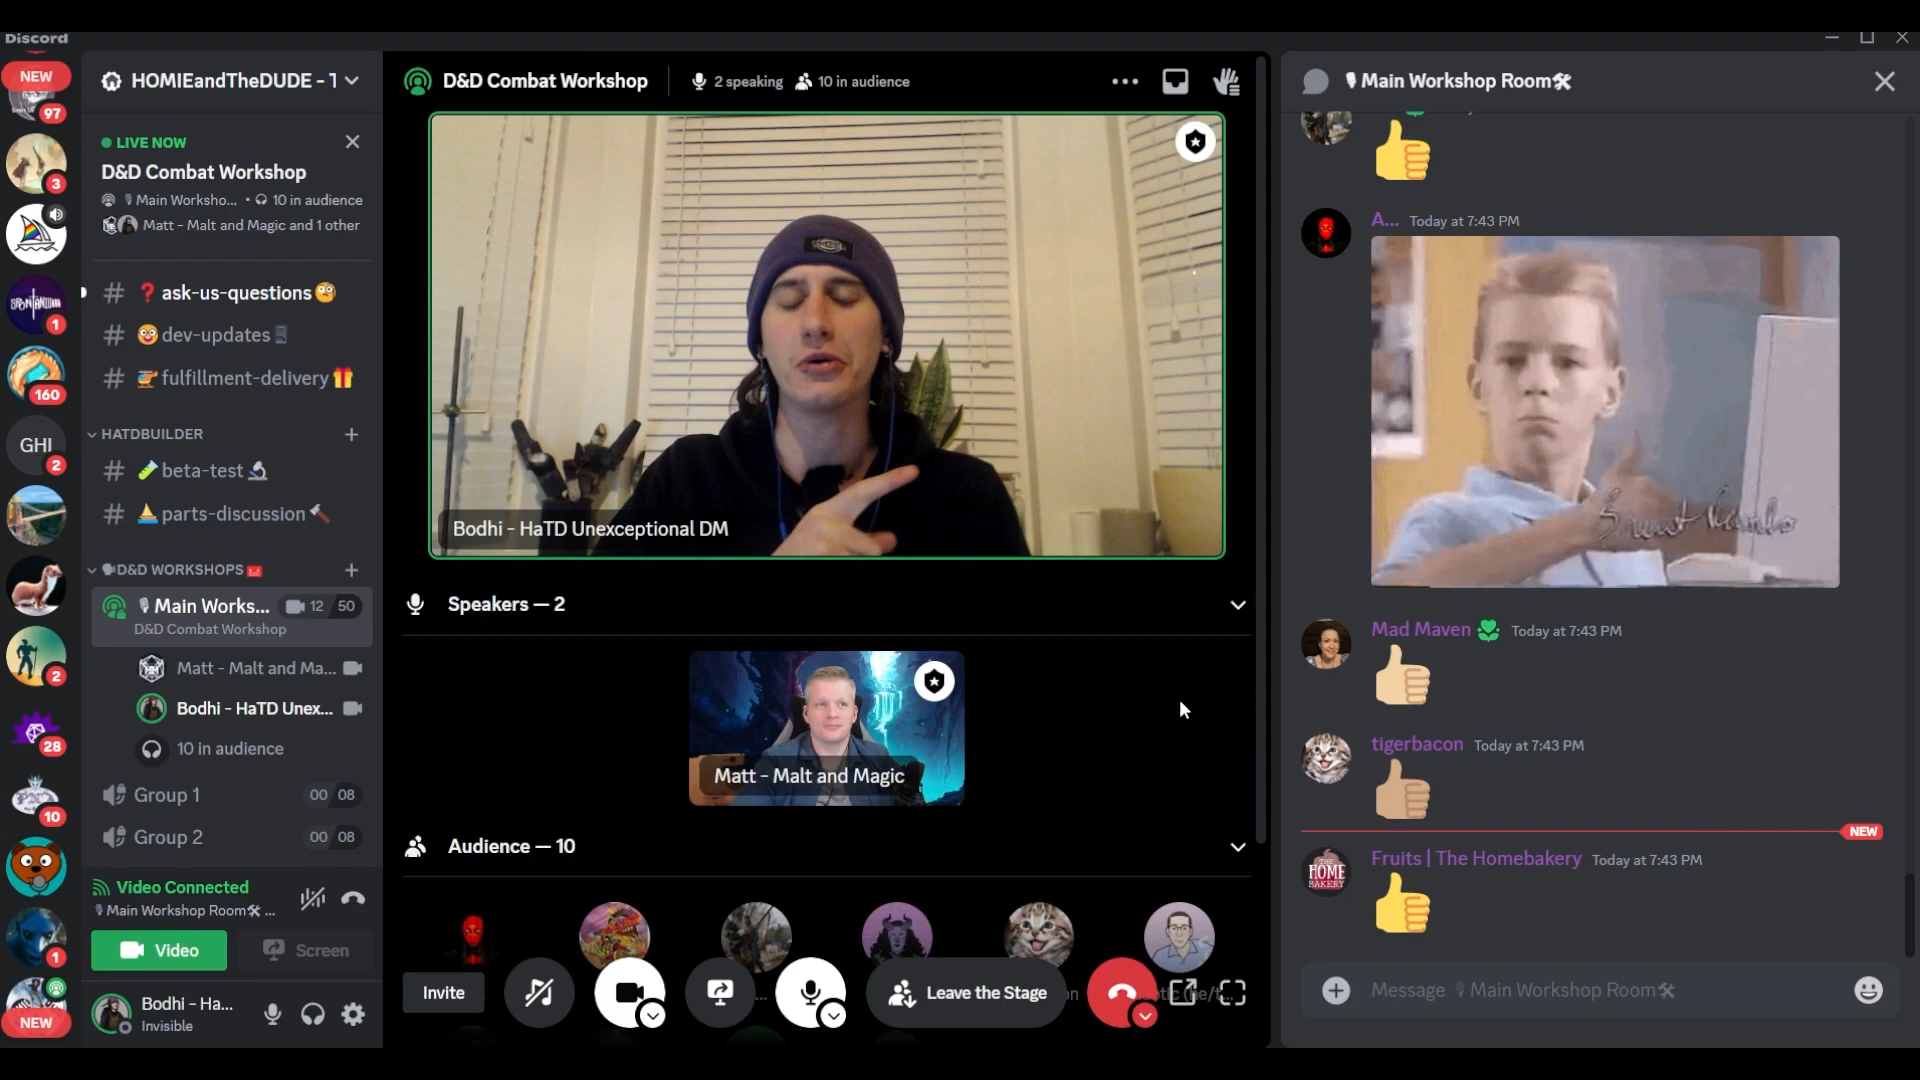 Discord
NEW
97
3
1
160
GHI
2
2
28
10
1
NEW
HOMIEandTheDUDE - T
LIVE NOW
D&D Combat Workshop
🎙Main Worksho... • 10 in audience
Matt - Malt and Magic and 1 other
# ❓ask-us-questions🧐
# 🤓dev-updates
# 🚁fulfillment-delivery🎁
HATDBUILDER
# 🧪beta-test🔬
# ⛵parts-discussion🔨
🗣D&D WORKSHOPS
🎙Main Works... 12 50
D&D Combat Workshop
Matt - Malt and Ma...
Bodhi - HaTD Unex...
10 in audience
Group 1 00 08
Group 2 00 08
Video Connected
🎙Main Workshop Room🛠 ...
Video
Screen
Bodhi - Ha...
Invisible
D&D Combat Workshop
2 speaking 10 in audience
Bodhi - HaTD Unexceptional DM
Speakers — 2
Matt - Malt and Magic
Audience — 10
Invite
Leave the Stage
🎙Main Workshop Room🛠
A... Today at 7:43 PM
Mad Maven Today at 7:43 PM
tigerbacon Today at 7:43 PM
NEW
THE HOME BAKERY
Fruits | The Homebakery Today at 7:43 PM
Message 🎙Main Workshop Room🛠